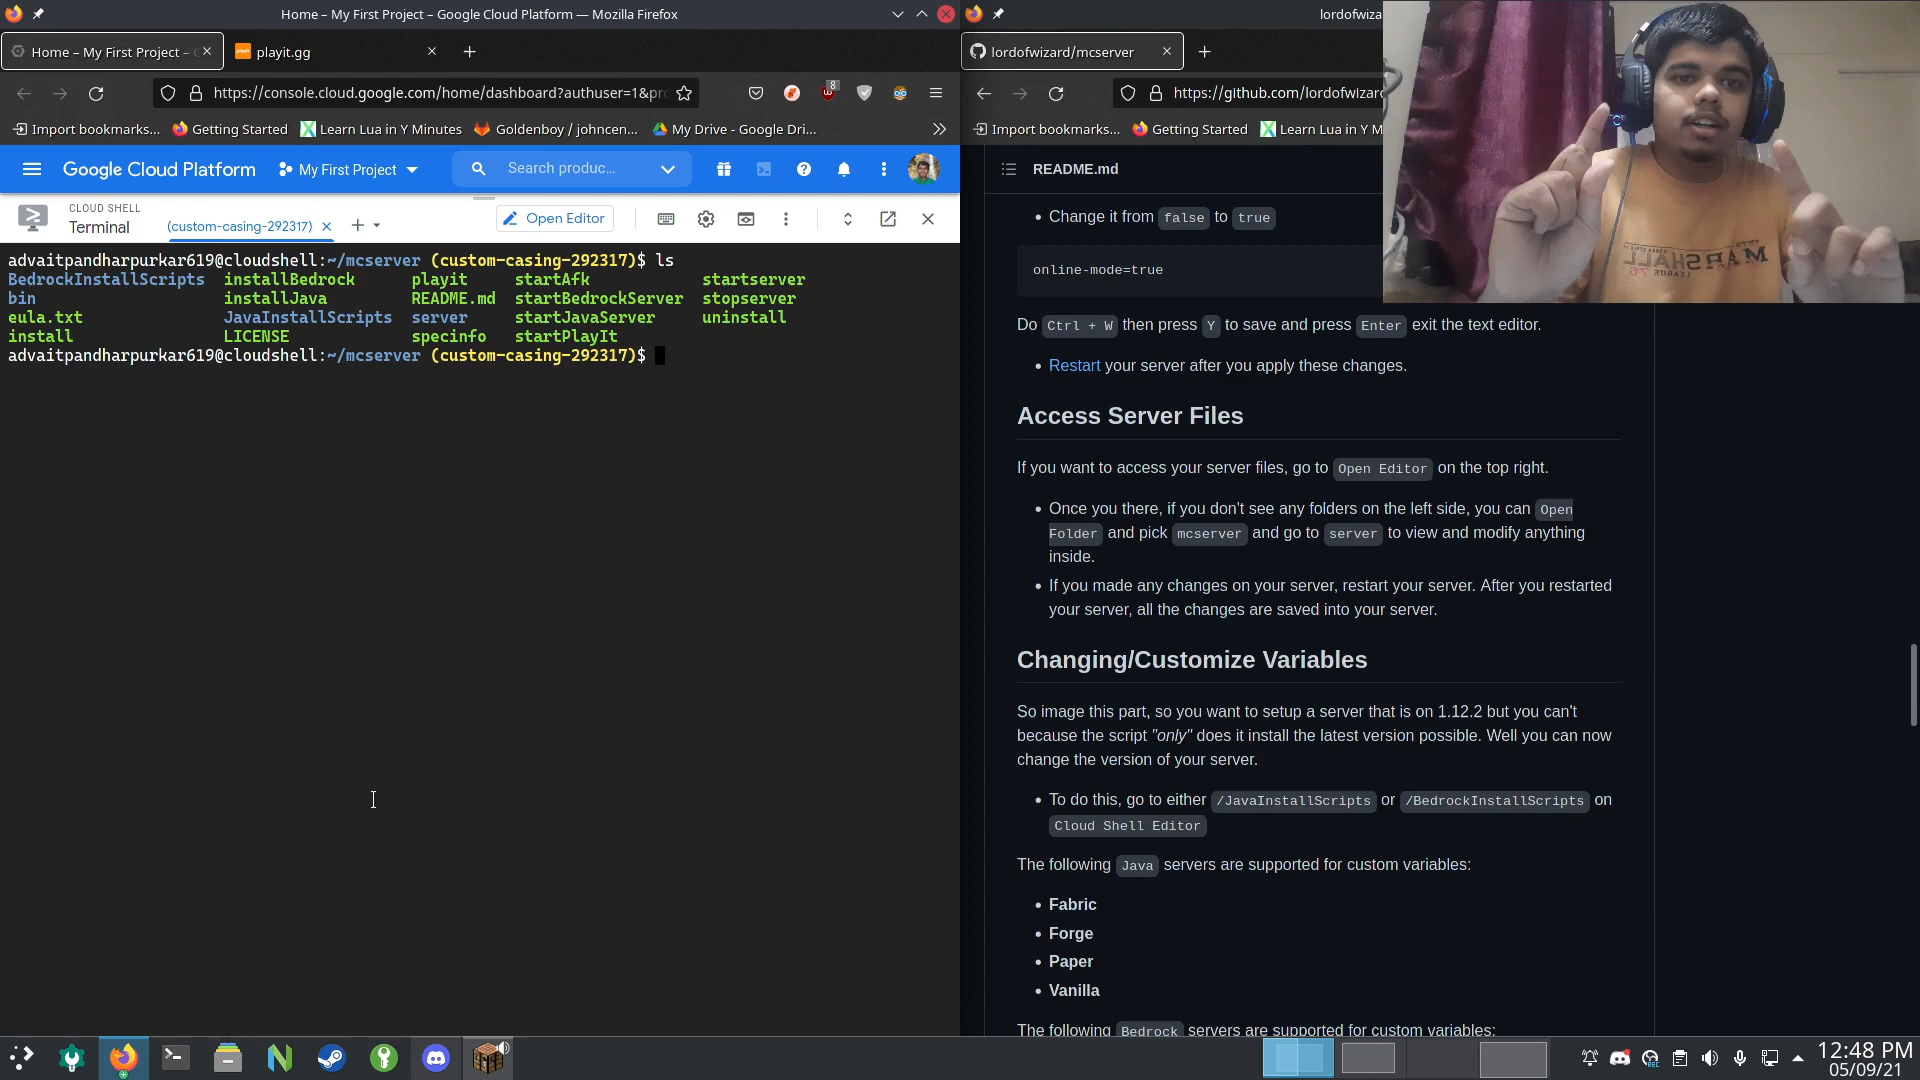 Home – My First Project – Google Cloud Platform — Mozilla Firefox
Home – My First Project –
playit.gg
https://console.cloud.google.com/home/dashboard?authuser=1&pr
8
Import bookmarks...
Getting Started
Learn Lua in Y Minutes
Goldenboy / johncen...
My Drive - Google Dri...
Google Cloud Platform
My First Project
Search produc...
CLOUD SHELL
Terminal
(custom-casing-292317)
Open Editor
advaitpandharpurkar619@cloudshell:~/mcserver (custom-casing-292317)$ ls
BedrockInstallScripts installBedrock playit startAfk startserver
bin installJava README.md startBedrockServer stopserver
eula.txt JavaInstallScripts server startJavaServer uninstall
install LICENSE specinfo startPlayIt
advaitpandharpurkar619@cloudshell:~/mcserver (custom-casing-292317)$
lordofwiza
lordofwizard/mcserver
https://github.com/lordofwizard
Import bookmarks...
Getting Started
Learn Lua in Y M
README.md
Change it from false to true
online-mode=true
Do Ctrl + W then press Y to save and press Enter exit the text editor.
Restart your server after you apply these changes.
Access Server Files
If you want to access your server files, go to Open Editor on the top right.
Once you there, if you don't see any folders on the left side, you can Open
Folder and pick mcserver and go to server to view and modify anything
inside.
If you made any changes on your server, restart your server. After you restarted
your server, all the changes are saved into your server.
Changing/Customize Variables
So image this part, so you want to setup a server that is on 1.12.2 but you can't
because the script "only" does it install the latest version possible. Well you can now
change the version of your server.
To do this, go to either /JavaInstallScripts or /BedrockInstallScripts on
Cloud Shell Editor
The following Java servers are supported for custom variables:
Fabric
Forge
Paper
Vanilla
The following Bedrock servers are supported for custom variables:
12:48 PM
05/09/21